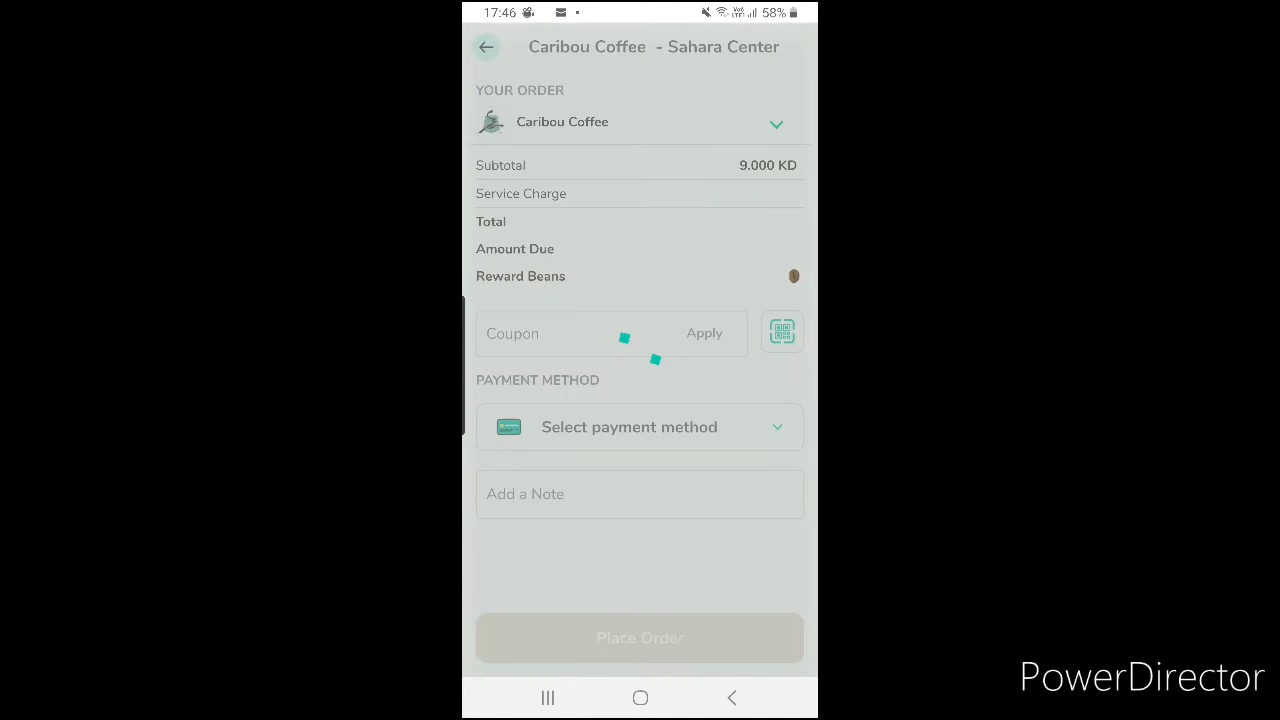 17:46 58%
Caribou Coffee - Sahara Center
YOUR ORDER
Caribou Coffee
Subtotal 9.000 KD
Service Charge
Total
Amount Due
Reward Beans
Coupon Apply
PAYMENT METHOD
Select payment method
Add a Note
Place Order
PowerDirector